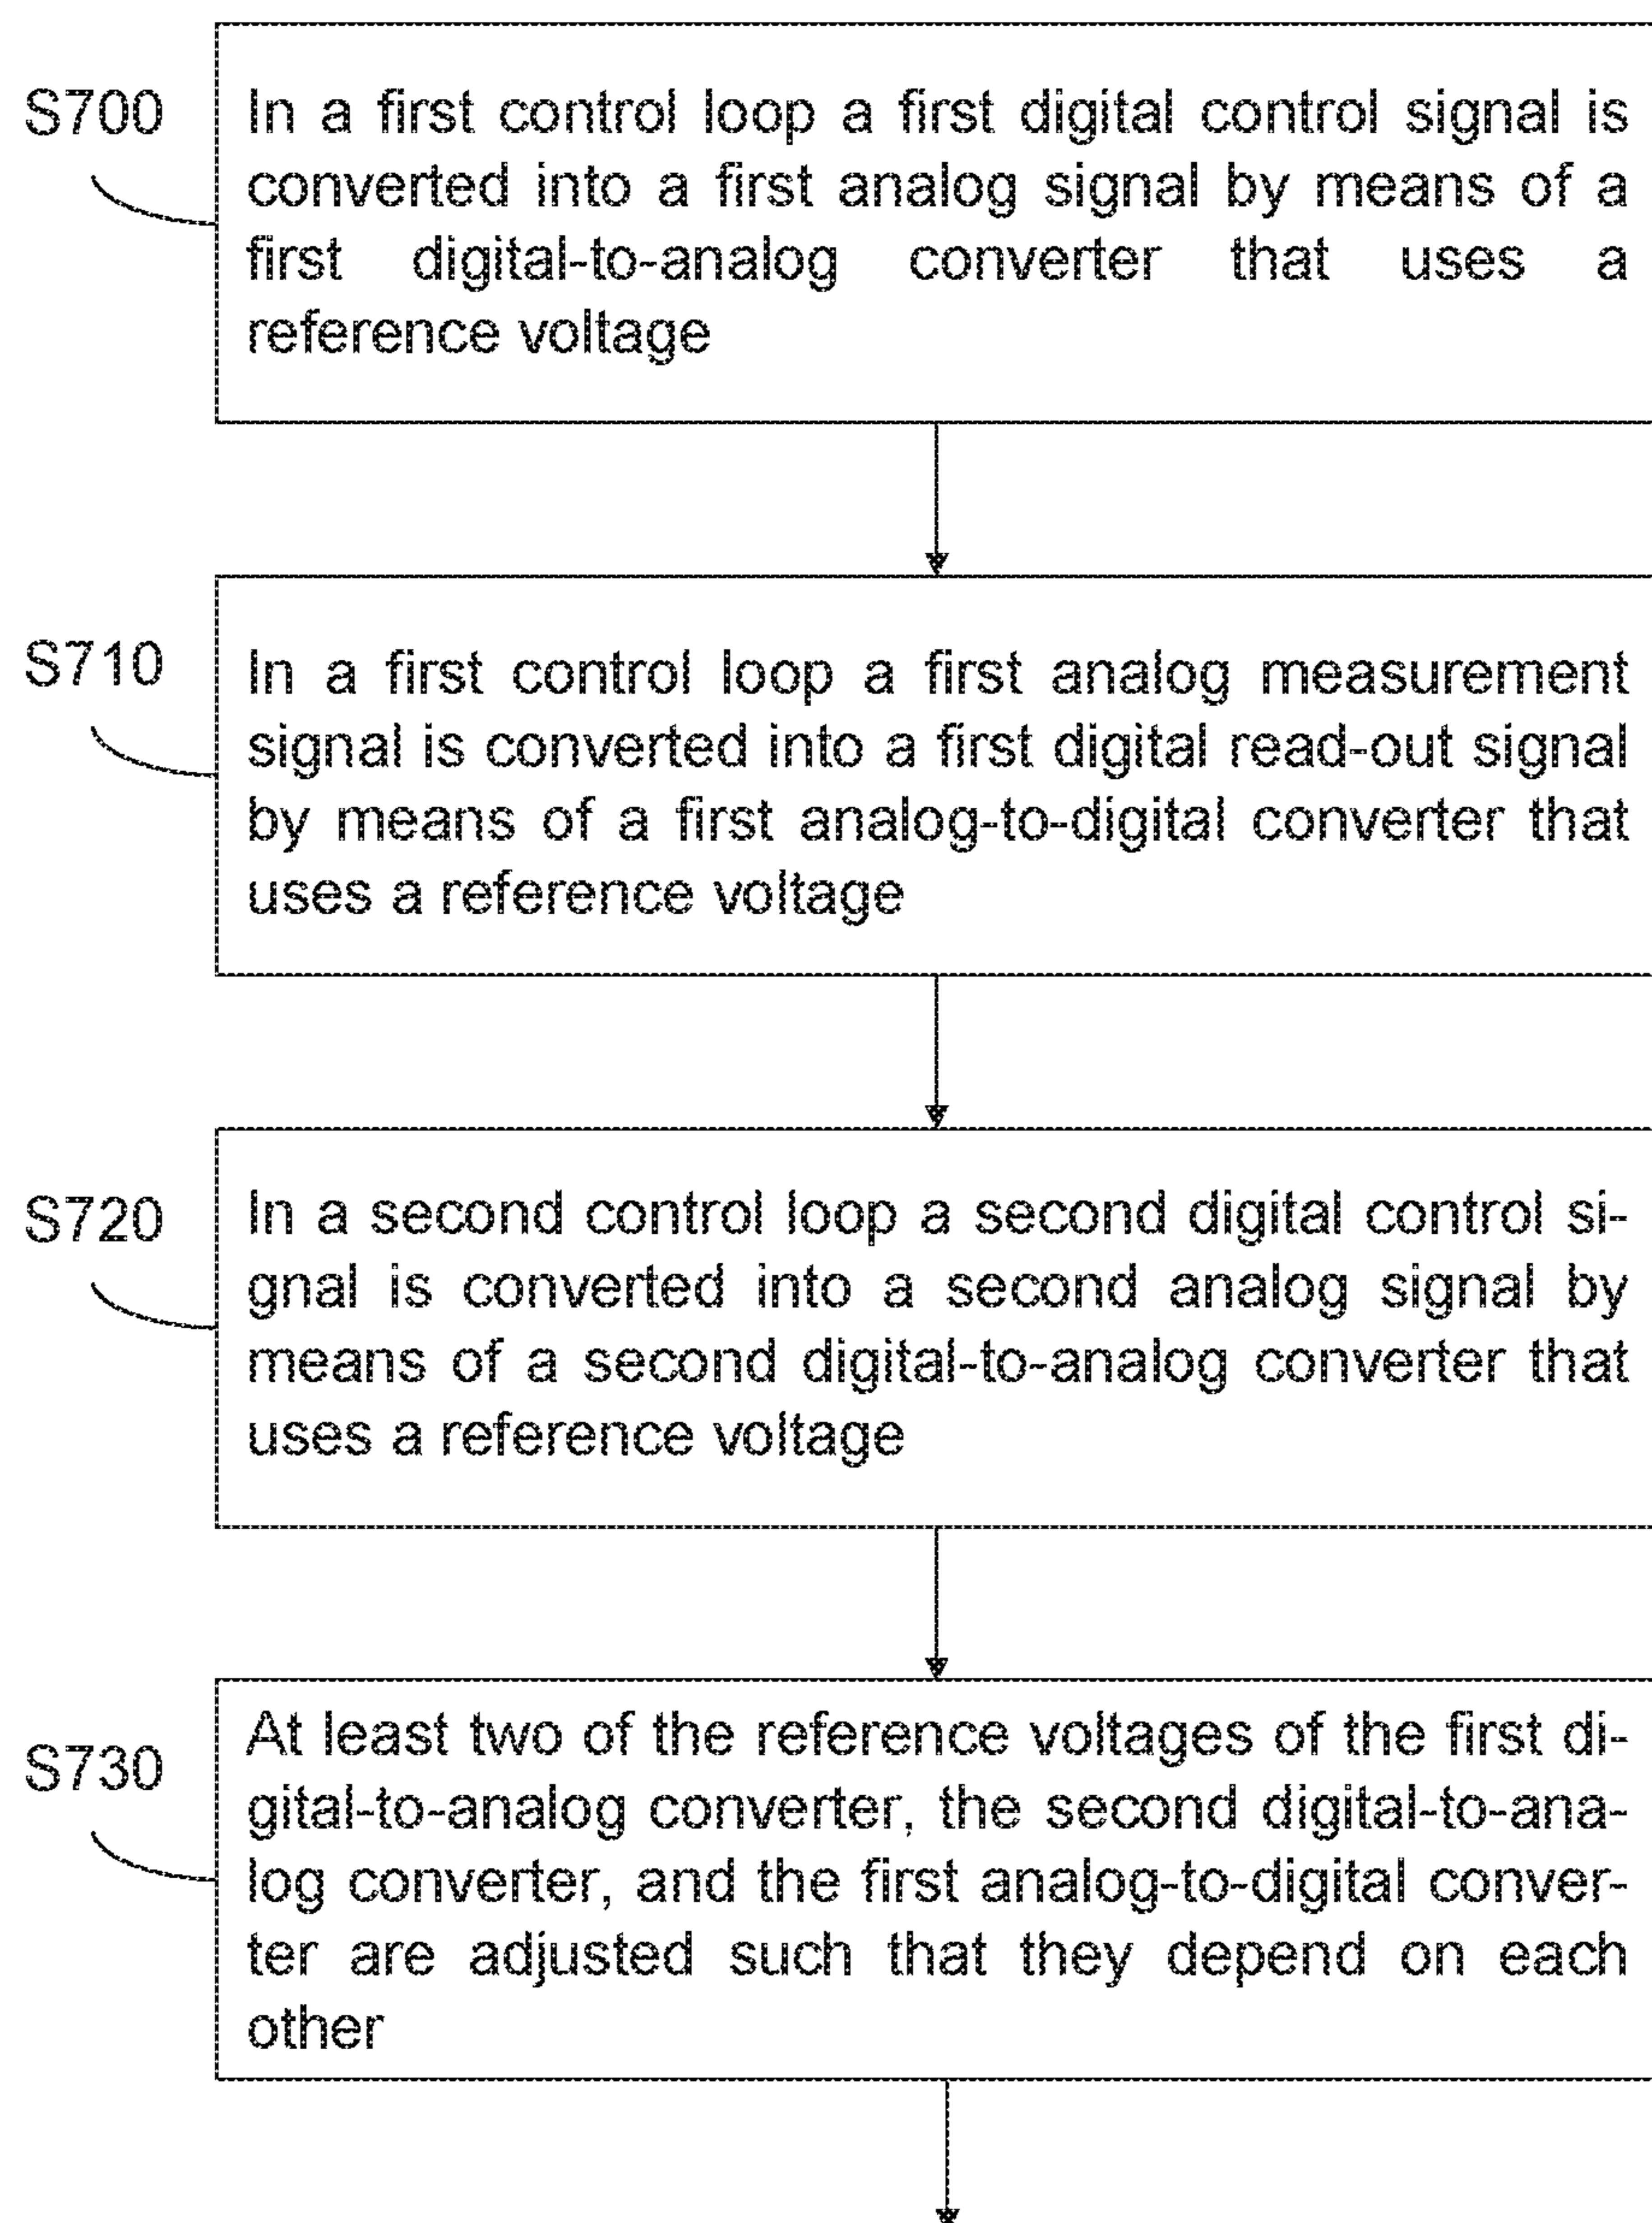 S700
In a first control loop a first digital control signal is
converted into a first analog signal by means of a
first digital-to-analog converter that uses a
reference voltage
S710
In a first control loop a first analog measurement
signal is converted into a first digital read-out signal
by means of a first analog-to-digital converter that
uses a reference voltage
S720
In a second control loop a second digital control si-
gnal is converted into a second analog signal by
means of a second digital-to-analog converter that
uses a reference voltage
S730
At least two of the reference voltages of the first di-
gital-to-analog converter, the second digital-to-ana-
log converter, and the first analog-to-digital conver-
ter are adjusted such that they depend on each
other